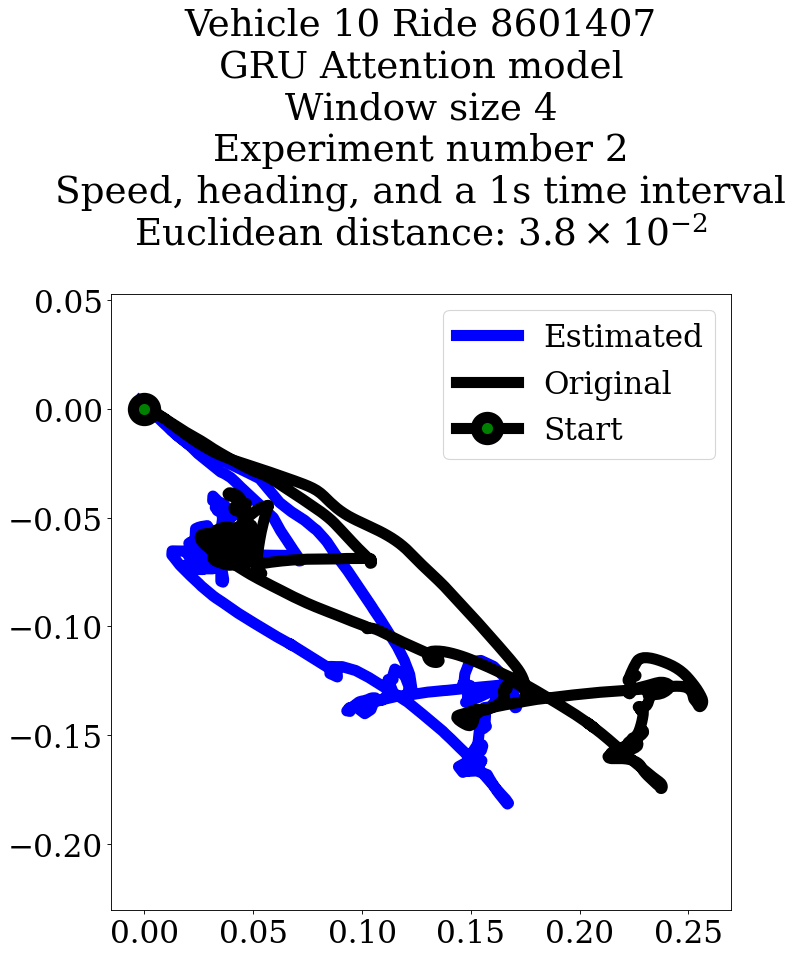 Vehicle 10 Ride 8601407
GRU Attention model
Window size 4
Experiment number 2
Speed, heading, and a 1s time interval
Euclidean distance: 3.8 × 10⁻²
Estimated
Original
Start
0.05
0.00
−0.05
−0.10
−0.15
−0.20
0.00 0.05 0.10 0.15 0.20 0.25